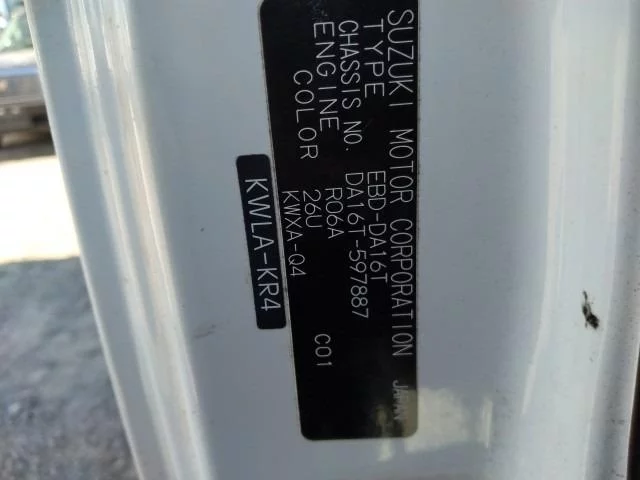 SUZUKI MOTOR CORPORATION JAPAN
TYPE EBD-DA16T
CHASSIS NO. DA16T-597887
ENGINE R06A
COLOR 26U
KWXA-Q4 C01
KWLA-KR4